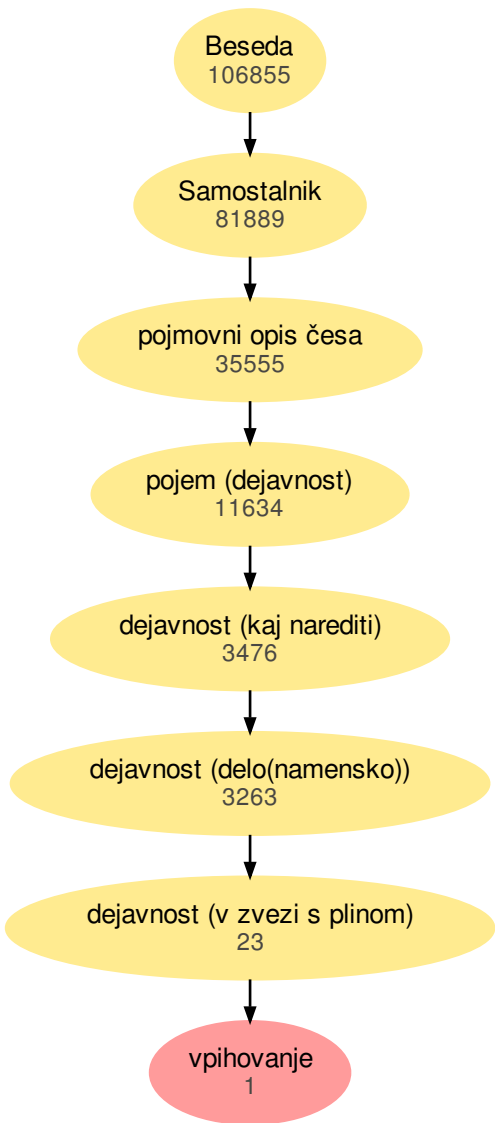 Beseda
106855
Samostalnik
81889
pojmovni opis česa
35555
pojem (dejavnost)
11634
dejavnost (kaj narediti)
3476
dejavnost (delo(namensko))
3263
dejavnost (v zvezi s plinom)
23
vpihovanje
1